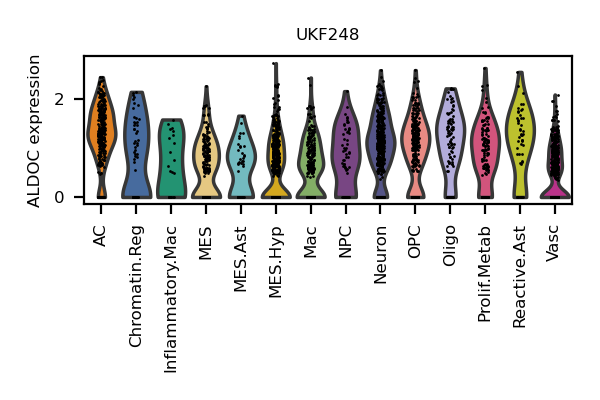 UKF248
ALDOC expression
2
0
AC
Chromatin.Reg
Inflammatory.Mac
MES
MES.Ast
MES.Hyp
Mac
NPC
Neuron
OPC
Oligo
Prolif.Metab
Reactive.Ast
Vasc